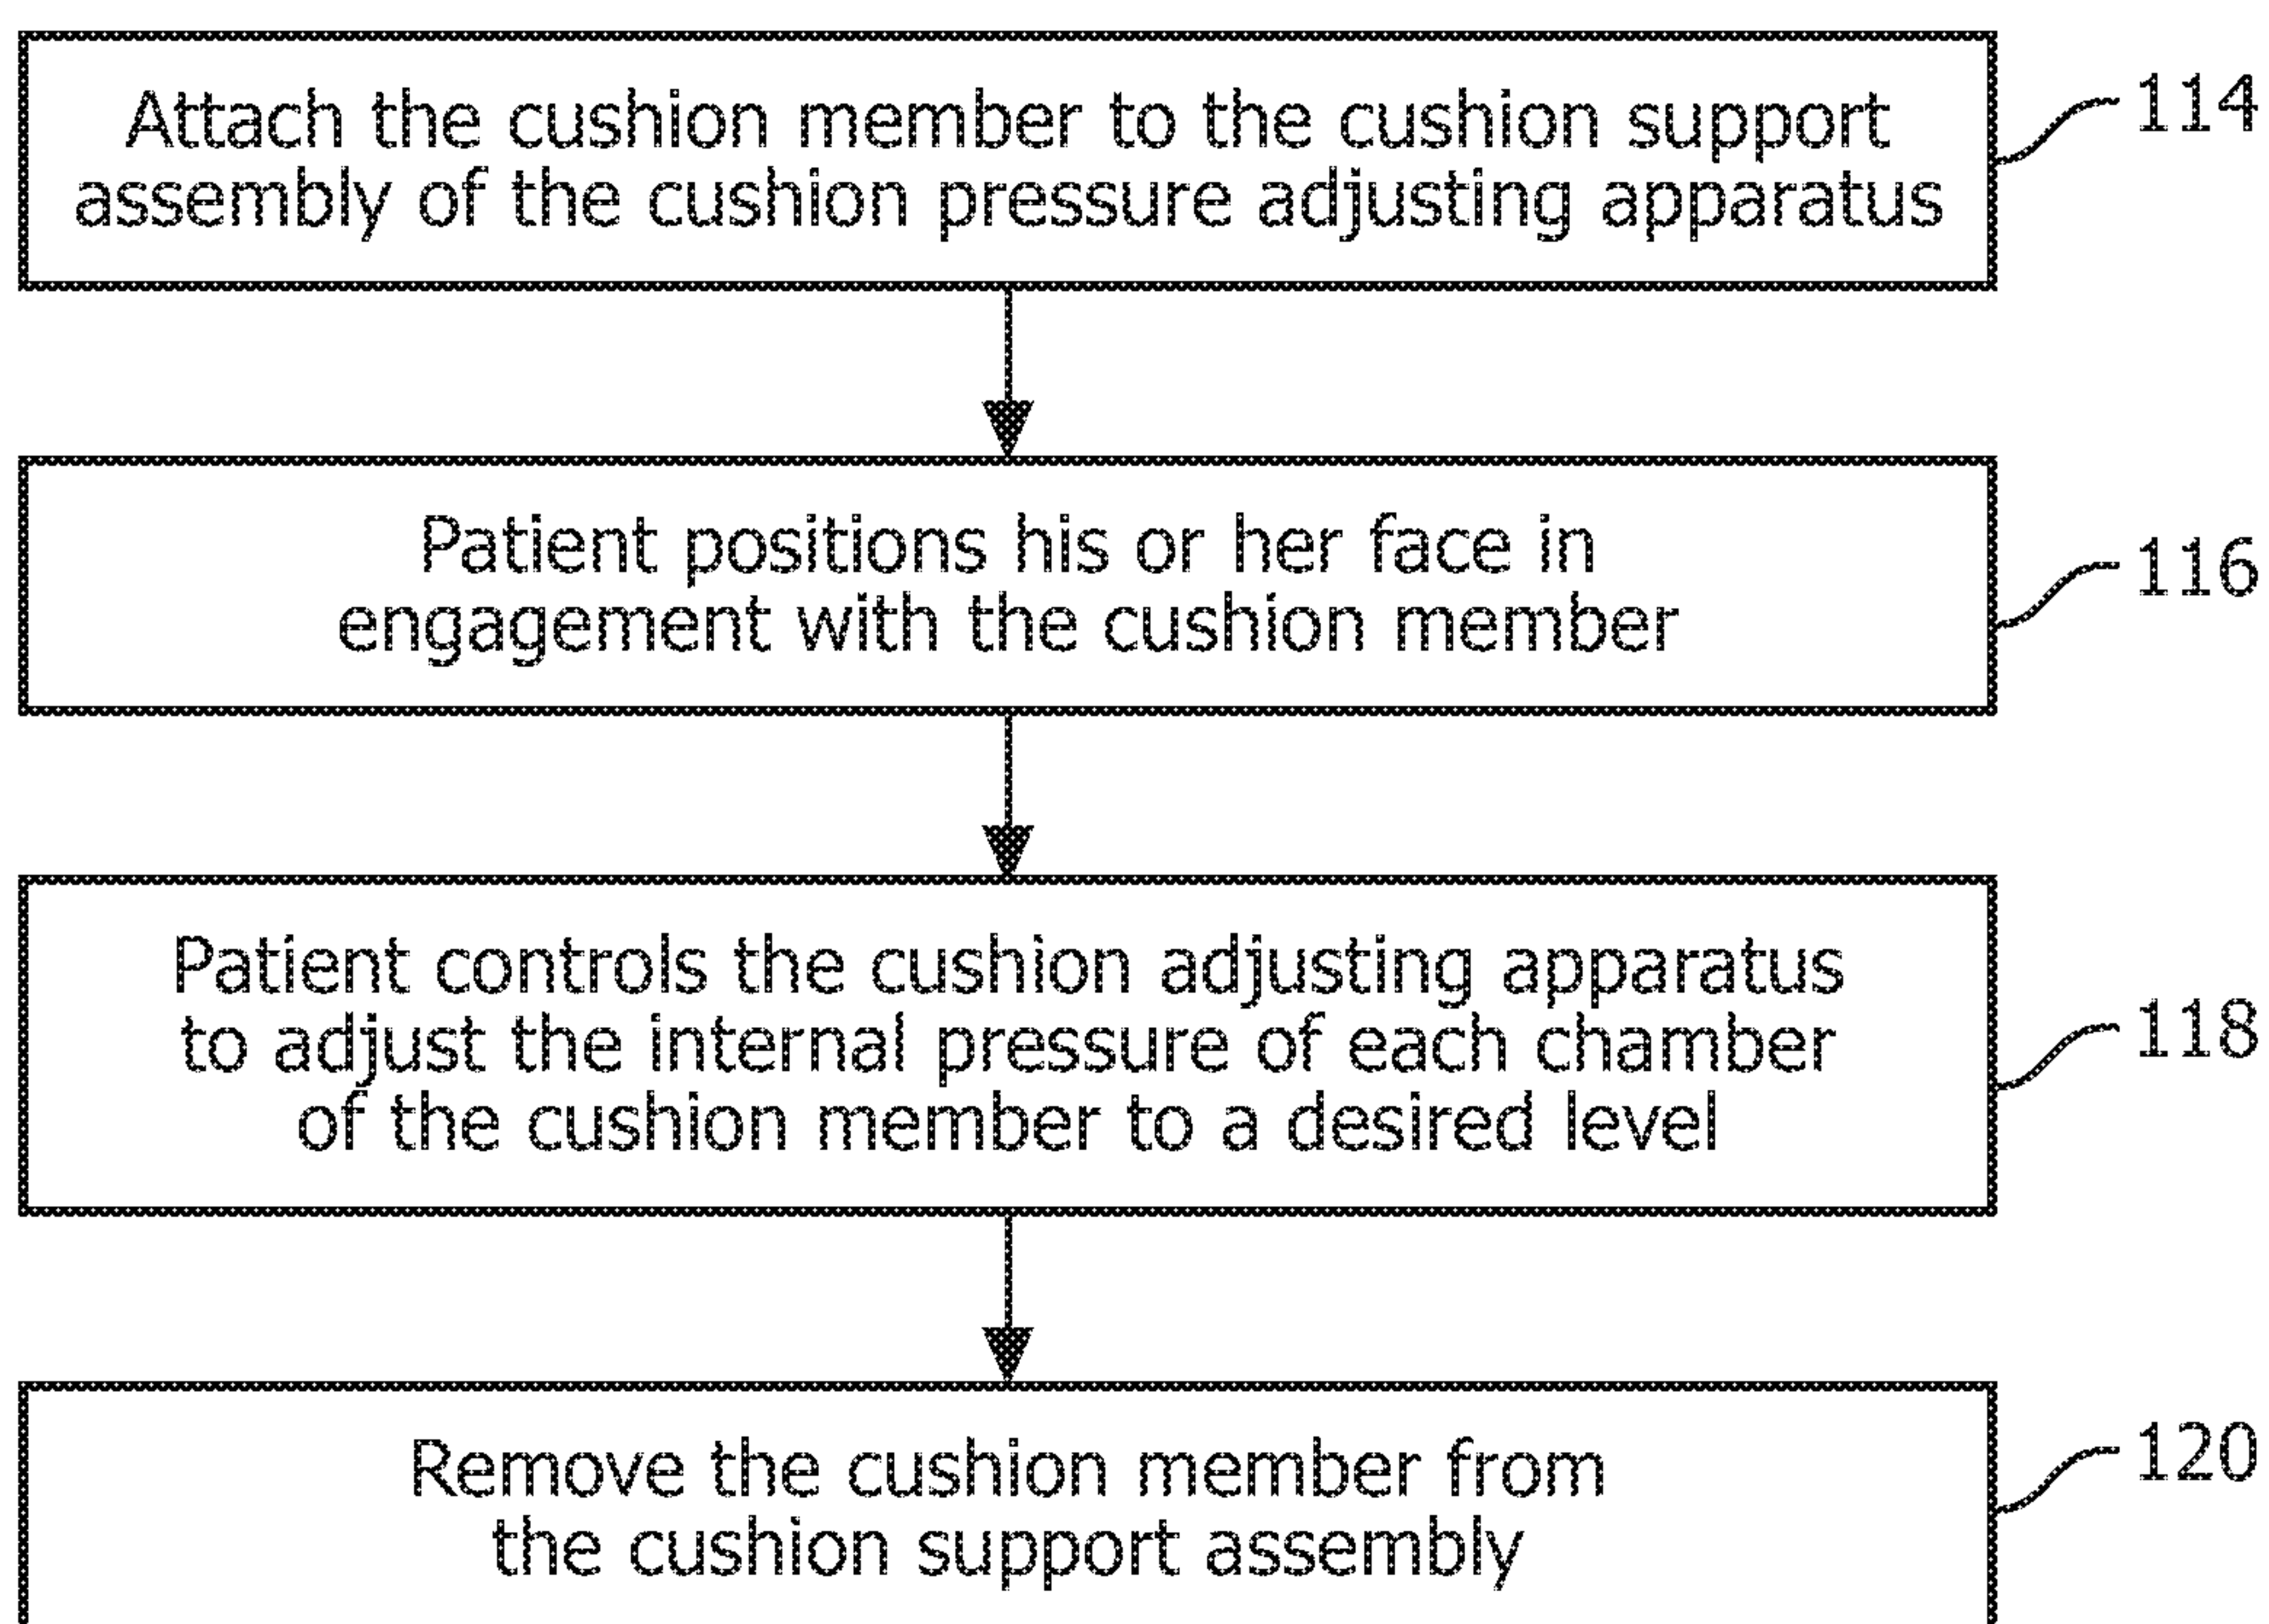 Attach the cushion member to the cushion support
assembly of the cushion pressure adjusting apparatus
114
Patient positions his or her face in
engagement with the cushion member
116
Patient controls the cushion adjusting apparatus
to adjust the internal pressure of each chamber
of the cushion member to a desired level
118
Remove the cushion member from
the cushion support assembly
120